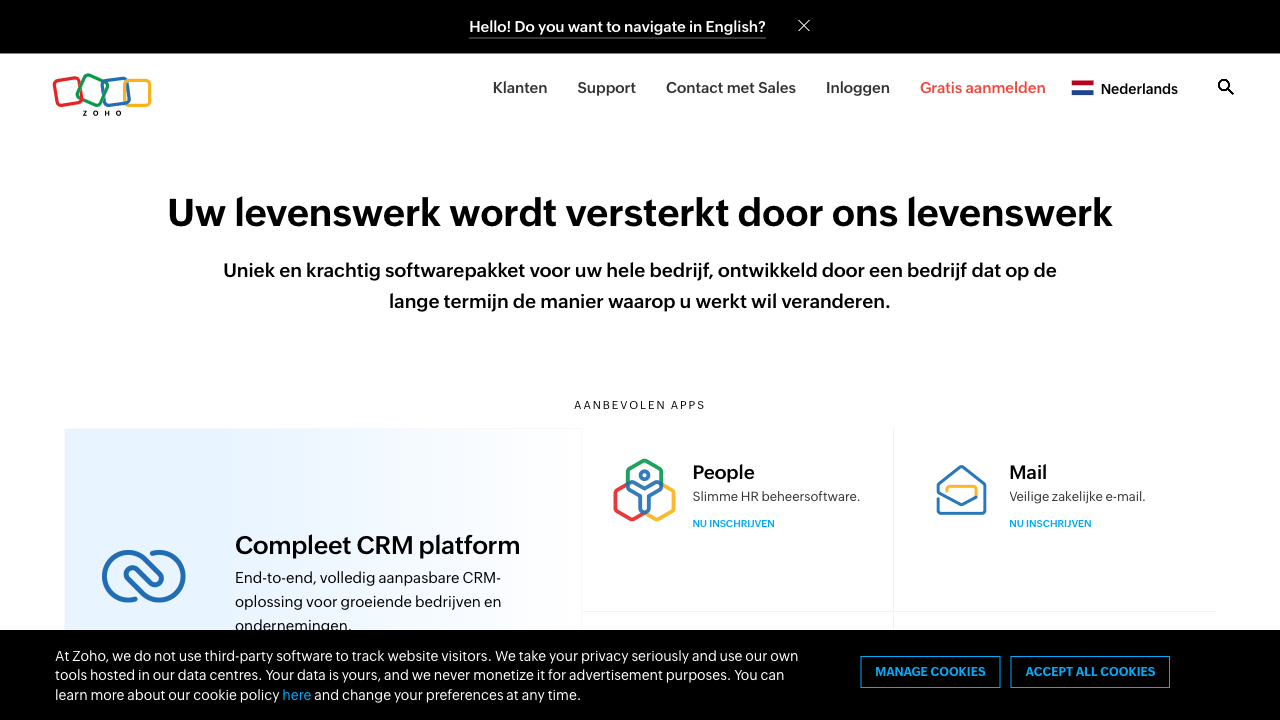 Hello! Do you want to navigate in English?
ZOHO
Klanten
Support
Contact met Sales
Inloggen
Gratis aanmelden
Nederlands
Uw levenswerk wordt versterkt door ons levenswerk
Uniek en krachtig softwarepakket voor uw hele bedrijf, ontwikkeld door een bedrijf dat op de
lange termijn de manier waarop u werkt wil veranderen.
AANBEVOLEN APPS
Compleet CRM platform
End-to-end, volledig aanpasbare CRM-
oplossing voor groeiende bedrijven en
ondernemingen.
People
Slimme HR beheersoftware.
NU INSCHRIJVEN
Mail
Veilige zakelijke e-mail.
NU INSCHRIJVEN
At Zoho, we do not use third-party software to track website visitors. We take your privacy seriously and use our own
tools hosted in our data centres. Your data is yours, and we never monetize it for advertisement purposes. You can
learn more about our cookie policy here and change your preferences at any time.
MANAGE COOKIES
ACCEPT ALL COOKIES